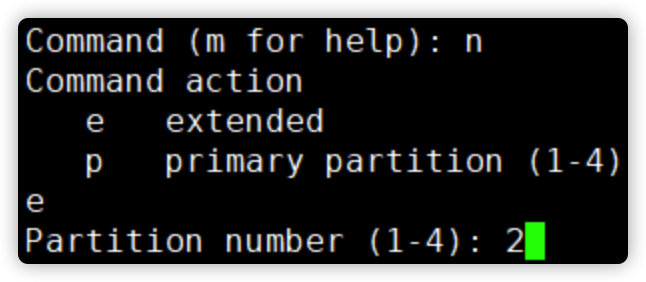 Command (m for help): n
Command action
   e   extended
   p   primary partition (1-4)
e
Partition number (1-4): 2